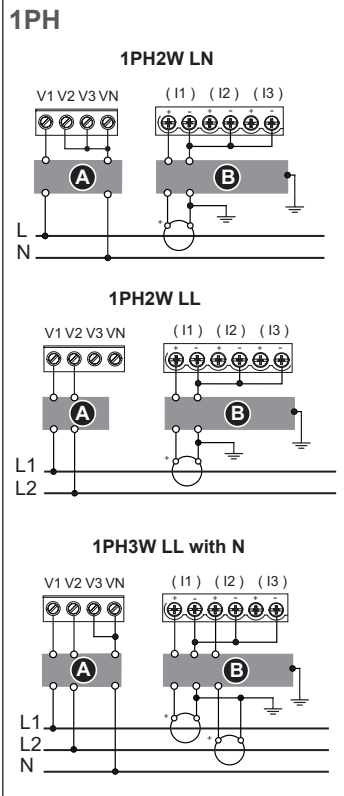 1PH
1PH2W LN
V1 V2 V3 VN ( I1 ) ( I2 ) ( I3 )
+ - + - + -
A B
+
L
N
1PH2W LL
V1 V2 V3 VN ( I1 ) ( I2 ) ( I3 )
+ - + - + -
A B
+
L1
L2
1PH3W LL with N
V1 V2 V3 VN ( I1 ) ( I2 ) ( I3 )
+ - + - + -
A B
+
L1
+
L2
N